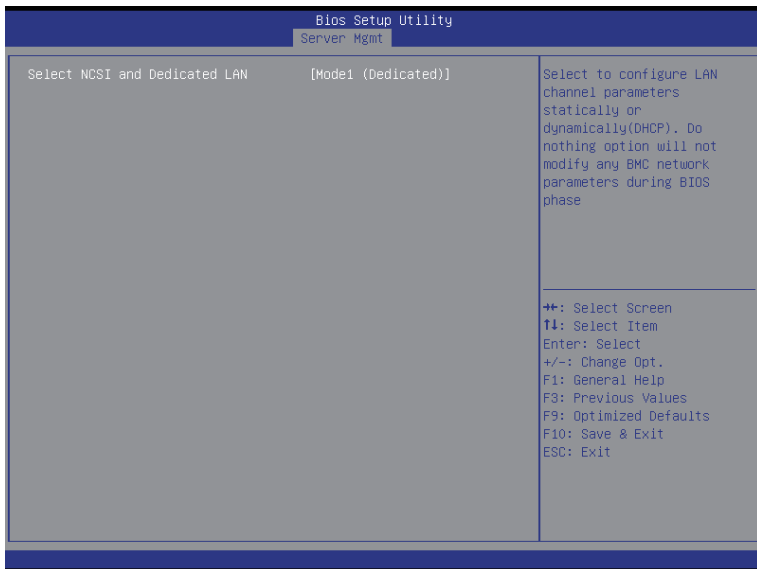 Bios Setup Utility
Server Mgmt
Select NCSI and Dedicated LAN [Mode1 (Dedicated)]
Select to configure LAN
channel parameters
statically or
dynamically(DHCP). Do
nothing option will not
modify any BMC network
parameters during BIOS
phase
→←: Select Screen
↑↓: Select Item
Enter: Select
+/-: Change Opt.
F1: General Help
F3: Previous Values
F9: Optimized Defaults
F10: Save & Exit
ESC: Exit